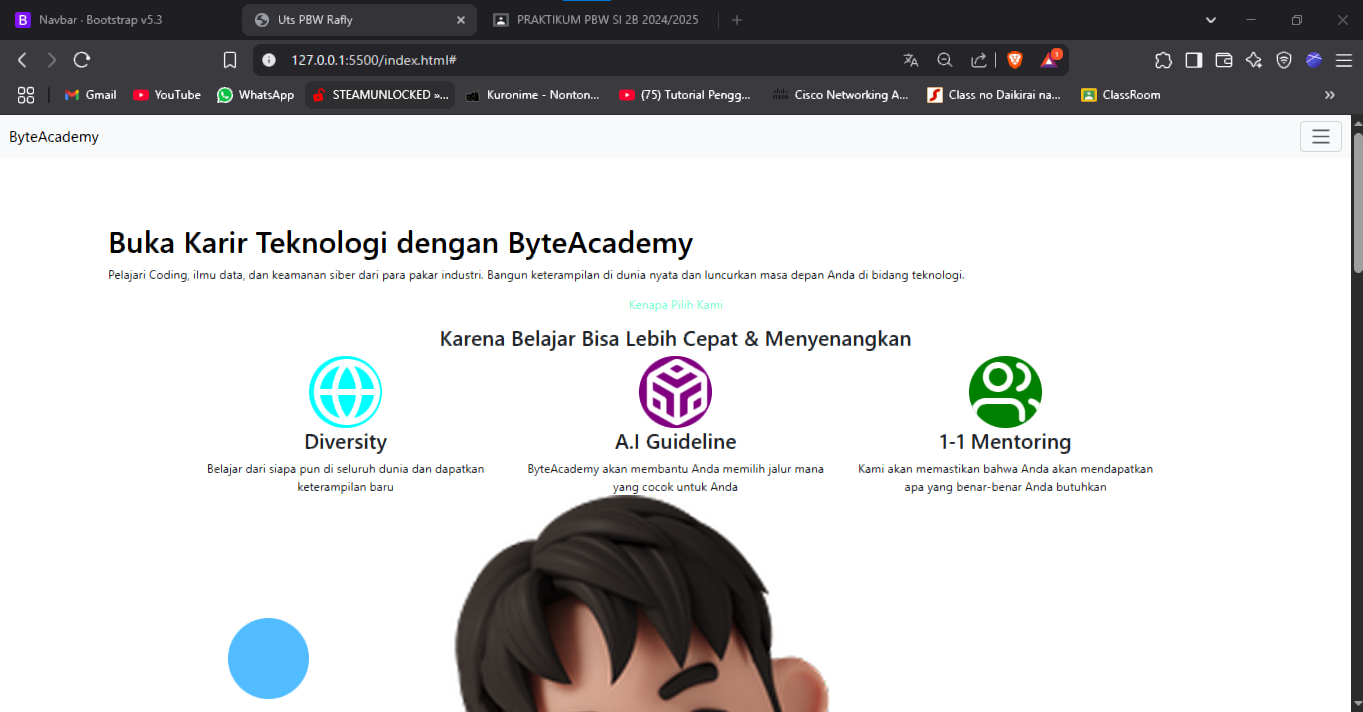 Navbar · Bootstrap v5.3
Uts PBW Rafly
PRAKTIKUM PBW SI 2B 2024/2025
127.0.0.1:5500/index.html#
1
Gmail
YouTube
WhatsApp
STEAMUNLOCKED »...
Kuronime - Nonton...
(75) Tutorial Pengg...
Cisco Networking A...
Class no Daikirai na...
ClassRoom
»
ByteAcademy
Buka Karir Teknologi dengan ByteAcademy
Pelajari Coding, ilmu data, dan keamanan siber dari para pakar industri. Bangun keterampilan di dunia nyata dan luncurkan masa depan Anda di bidang teknologi.
Kenapa Pilih Kami
Karena Belajar Bisa Lebih Cepat & Menyenangkan
Diversity
Belajar dari siapa pun di seluruh dunia dan dapatkan
keterampilan baru
A.I Guideline
ByteAcademy akan membantu Anda memilih jalur mana
yang cocok untuk Anda
1-1 Mentoring
Kami akan memastikan bahwa Anda akan mendapatkan
apa yang benar-benar Anda butuhkan